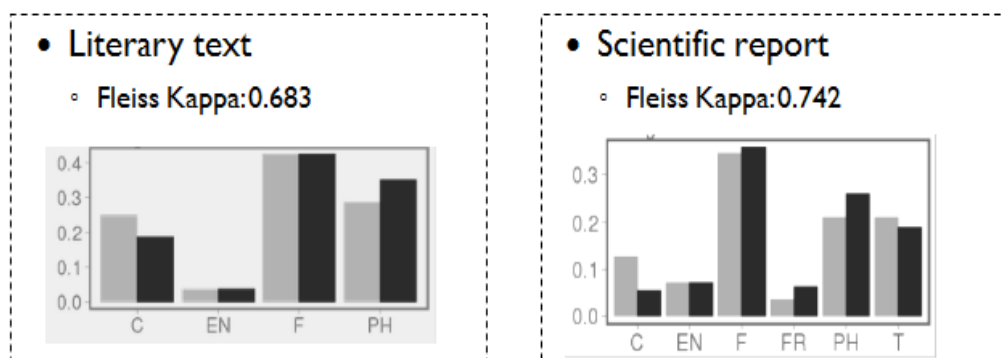 • Literary text
◦ Fleiss Kappa:0.683
0.4
0.3
0.2
0.1
0.0
C EN F PH
• Scientific report
◦ Fleiss Kappa:0.742
0.3
0.2
0.1
0.0
C EN F FR PH T